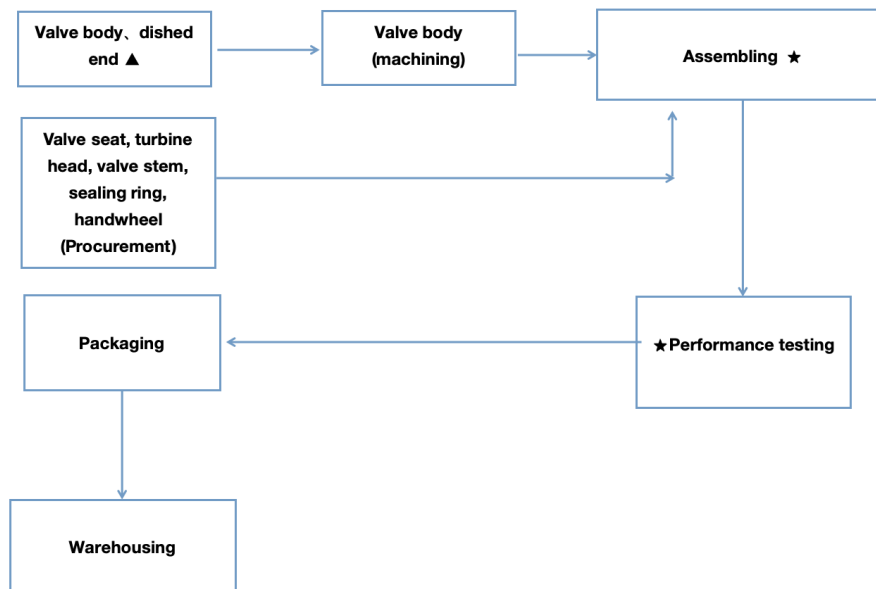 Valve body、dished
end ▲
Valve body
(machining)
Assembling ★
Valve seat, turbine
head, valve stem,
sealing ring,
handwheel
(Procurement)
Packaging
★Performance testing
Warehousing